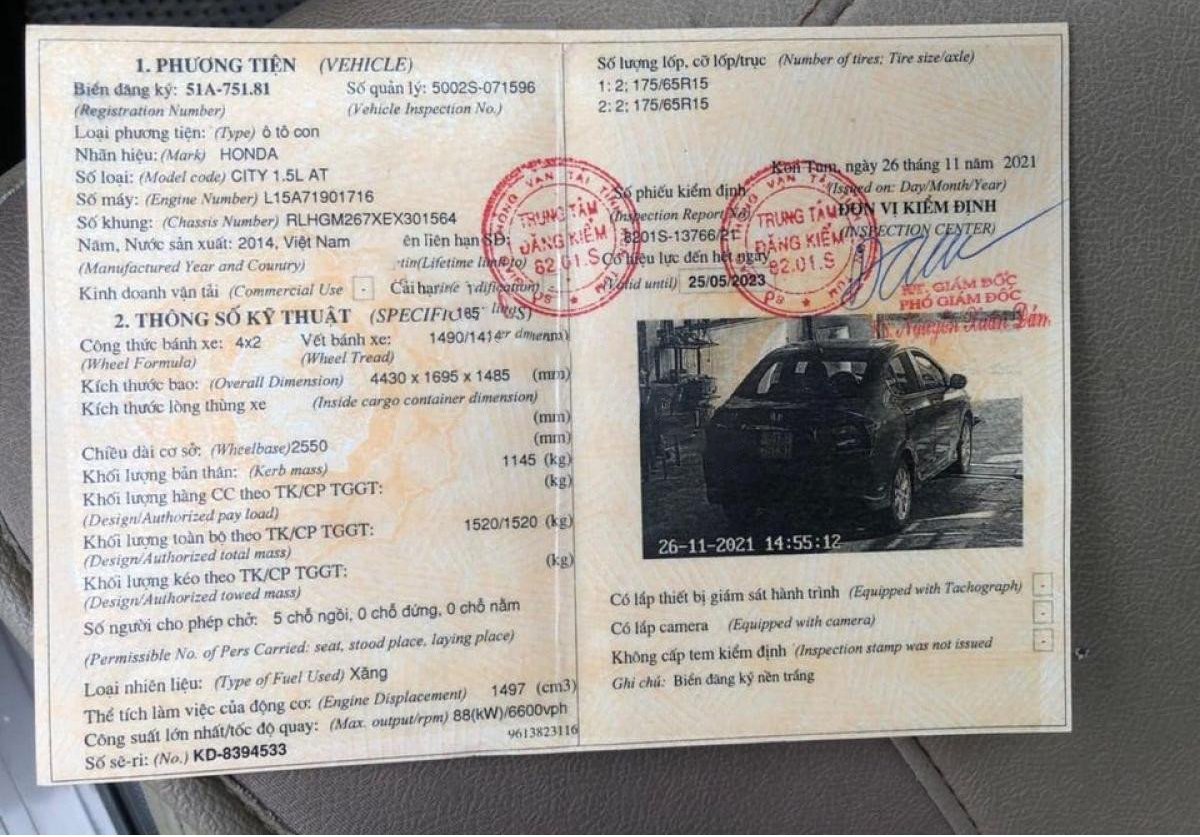 1. PHƯƠNG TIỆN (VEHICLE)
Biển đăng ký: 51A-751.81 Số quản lý: 5002S-071596
(Registration Number) (Vehicle Inspection No.)
Loại phương tiện: (Type) ô tô con
Nhãn hiệu: (Mark) HONDA
Số loại: (Model code) CITY 1.5L AT
Số máy: (Engine Number) L15A71901716
Số khung: (Chassis Number) RLHGM267XEX301564
Năm, Nước sản xuất: 2014, Việt Nam ên liên hạn SD:
(Manufactured Year and Country) (Lifetime limit to)
Kinh doanh vận tải (Commercial Use - Cải
2. THÔNG SỐ KỸ THUẬT
Công thức bánh xe: 4x2 Vết bánh xe: 1490/141
(Wheel Formula) (Wheel Tread)
Kích thước bao: (Overall Dimension) 4430 x 1695 x 1485 (mm)
Kích thước lòng thùng xe (Inside cargo container dimension)
(mm)
Chiều dài cơ sở: (Wheelbase)2550 (mm)
Khối lượng bản thân: (Kerb mass) 1145 (kg)
Khối lượng hàng CC theo TK/CP TGGT: (kg)
(Design/Authorized pay load)
Khối lượng toàn bộ theo TK/CP TGGT: 1520/1520 (kg)
(Design/Authorized total mass)
Khối lượng kéo theo TK/CP TGGT: (kg)
(Design/Authorized towed mass)
Số người cho phép chở: 5 chỗ ngồi, 0 chỗ đứng, 0 chỗ nằm
(Permissible No. of Pers Carried: seat, stood place, laying place)
Loại nhiên liệu: (Type of Fuel Used) Xăng
Thể tích làm việc của động cơ: (Engine Displacement) 1497 (cm3)
Công suất lớn nhất/tốc độ quay: (Max. output/rpm) 88(kW)/6600vph
9613823116
Số sê-ri: (No.) KD-8394533
Số lượng lốp, cỡ lốp/trục (Number of tires; Tire size/axle)
1: 2; 175/65R15
2: 2; 175/65R15
Kon Tum, ngày 26 tháng 11 năm 2021
Số phiếu kiểm định (Issued on: Day/Month/Year)
(Inspection Report No) ĐƠN VỊ KIỂM ĐỊNH
8201S-13766/21 (INSPECTION CENTER)
Có hiệu lực đến hết ngày
(Valid until) 25/05/2023
TRUNG TÂM
ĐĂNG KIỂM
82.01.S
TRUNG TÂM
ĐĂNG KIỂM
82.01.S
KT. GIÁM ĐỐC
PHÓ GIÁM ĐỐC
26-11-2021 14:55:12
Có lắp thiết bị giám sát hành trình (Equipped with Tachograph) -
Có lắp camera (Equipped with camera) -
Không cấp tem kiểm định (Inspection stamp was not issued -
Ghi chú: Biển đăng ký nền trắng